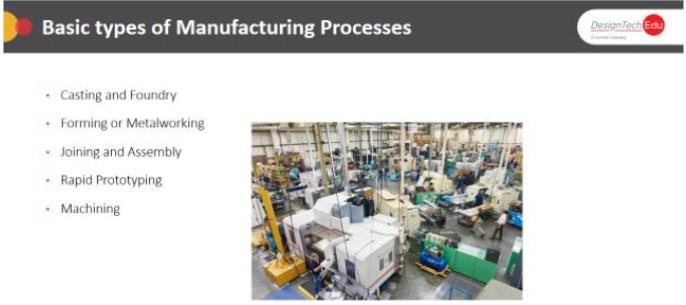 Basic types of Manufacturing Processes
DesignTech Edu
• Casting and Foundry
• Forming or Metalworking
• Joining and Assembly
• Rapid Prototyping
• Machining